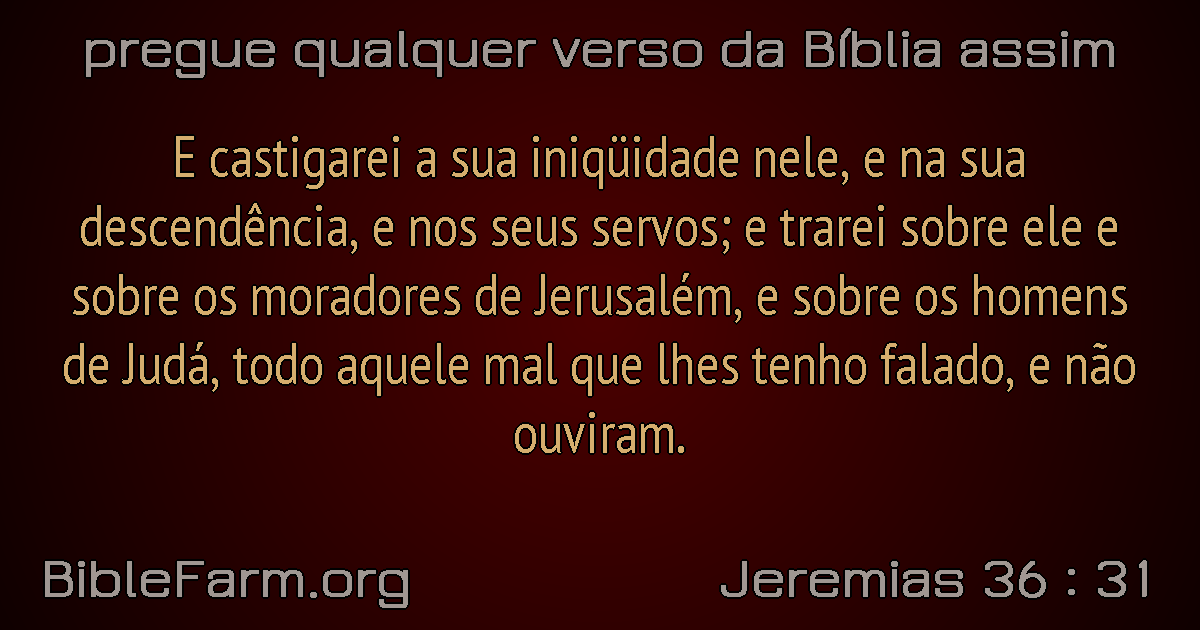 pregue qualquer verso da Bíblia assim
E castigarei a sua iniqüidade nele, e na sua
descendência, e nos seus servos; e trarei sobre ele e
sobre os moradores de Jerusalém, e sobre os homens
de Judá, todo aquele mal que lhes tenho falado, e não
ouviram.
BibleFarm.org
Jeremias 36 : 31